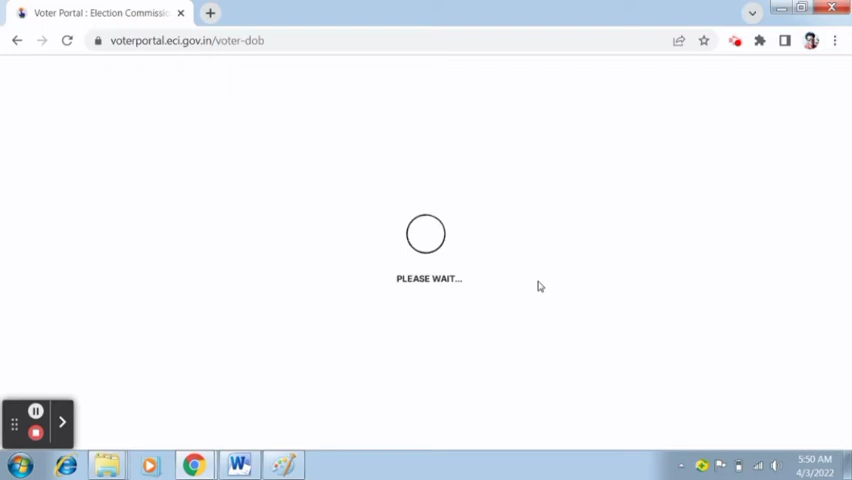 Voter Portal : Election Commissi
voterportal.eci.gov.in/voter-dob
PLEASE WAIT...
5:50 AM
4/3/2022